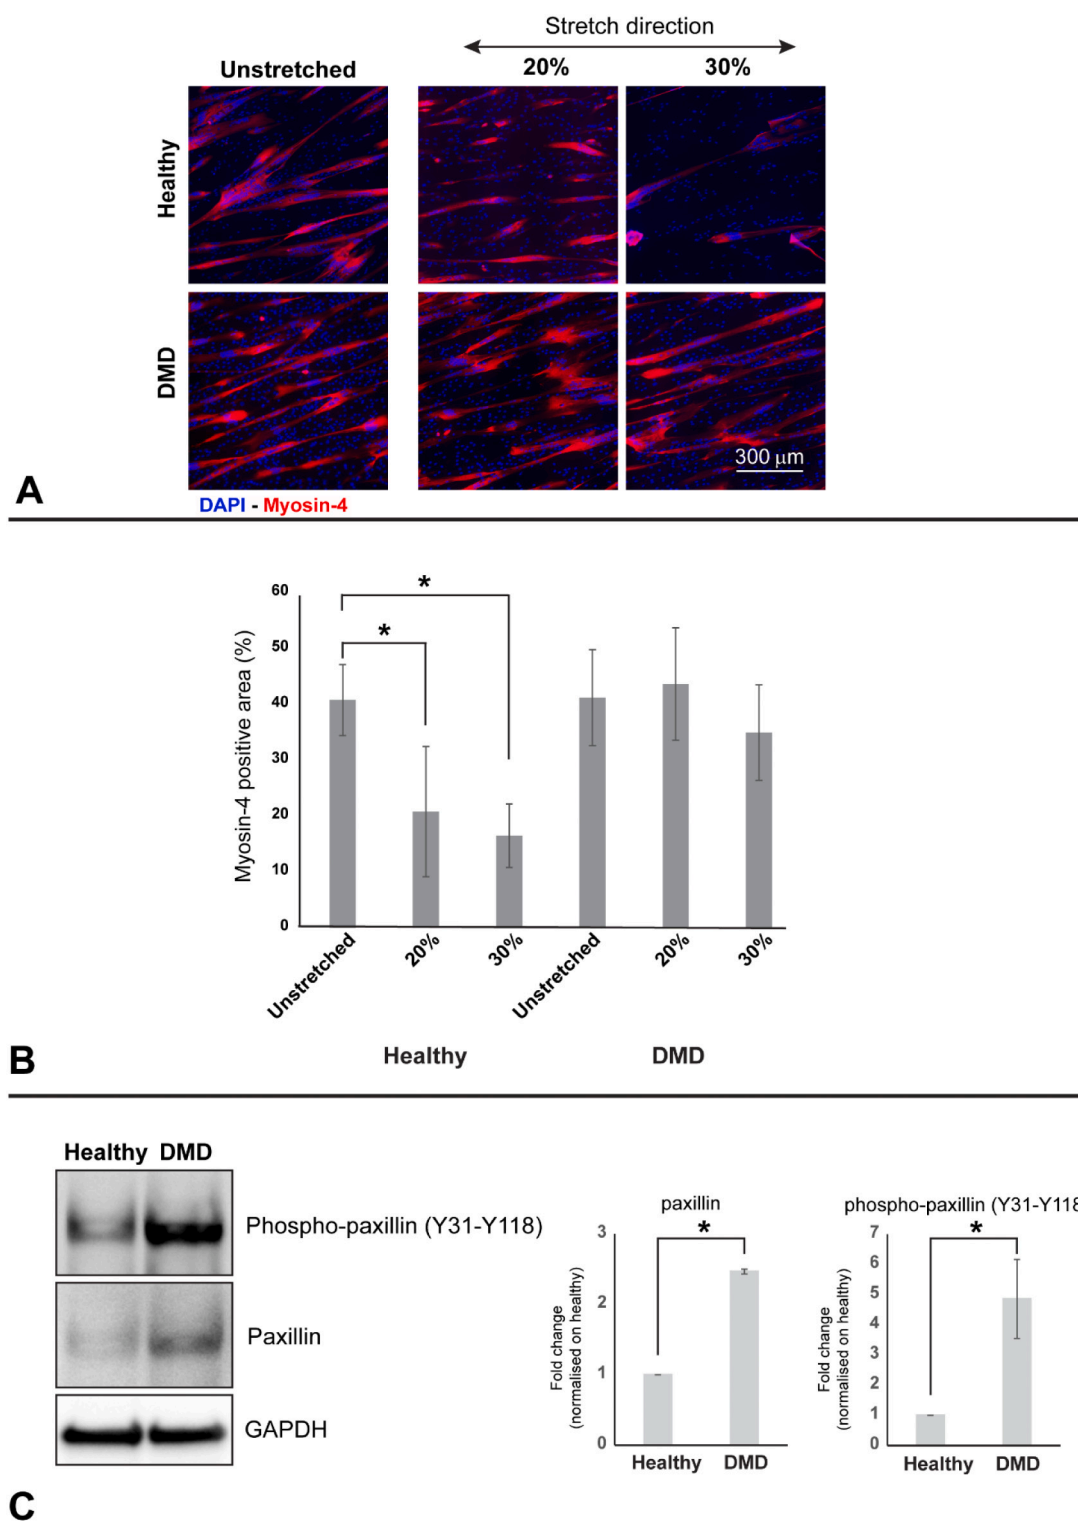 Stretch direction
Unstretched 20% 30%
Healthy
DMD
300 μm
A
DAPI - Myosin-4
Myosin-4 positive area (%)
60
50
40
30
20
10
0
*
*
Unstretched 20% 30% Unstretched 20% 30%
Healthy DMD
B
Healthy DMD
Phospho-paxillin (Y31-Y118)
Paxillin
GAPDH
paxillin
Fold change
(normalised on healthy)
3
2
1
0
*
Healthy DMD
phospho-paxillin (Y31-Y118
Fold change
(normalised on healthy)
7
6
5
4
3
2
1
0
*
Healthy DMD
C